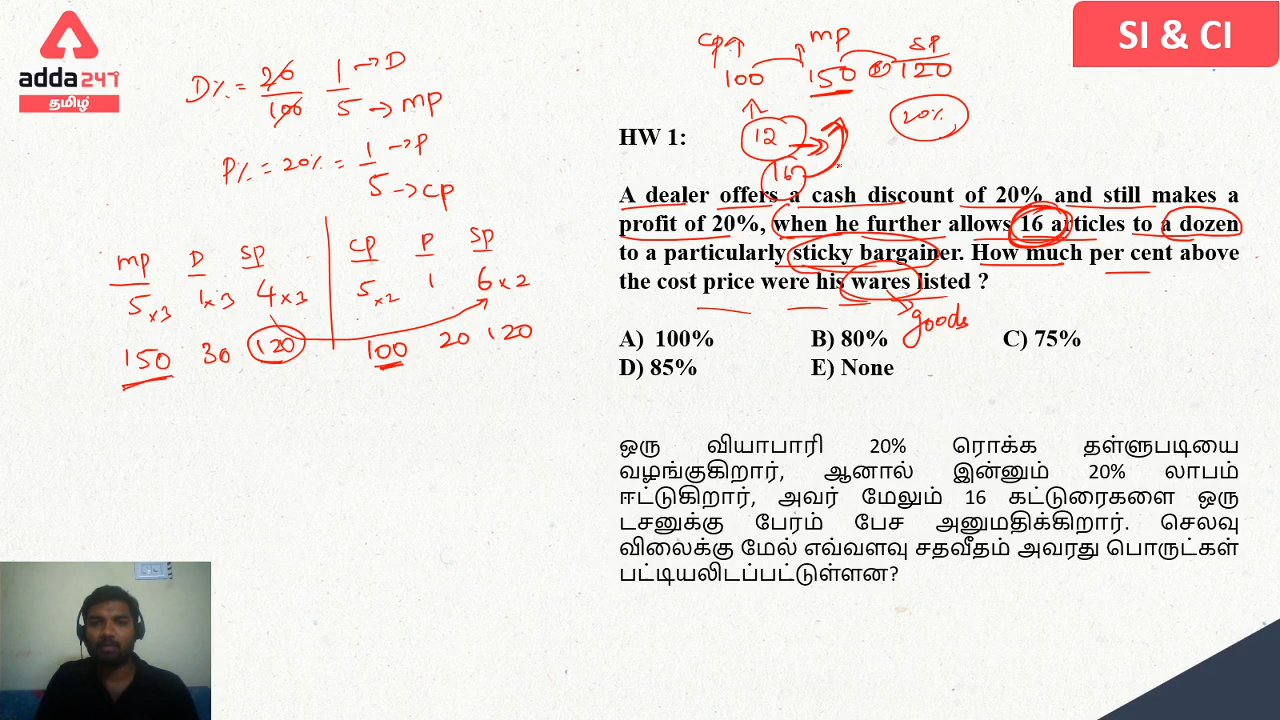 SI & CI
adda247
தமிழ்
D% = 20/100 1/5 → D → MP
P% = 20% = 1/5 → P → CP
MP D SP
5×3 1×3 4×3
150 30 120
CP P SP
5×2 1 6×2
100 20 120
CP↑ MP SP
100 150 120
20%
12
16
HW 1:
A dealer offers a cash discount of 20% and still makes a
profit of 20%, when he further allows 16 articles to a dozen
to a particularly sticky bargainer. How much per cent above
the cost price were his wares listed ?
goods
A) 100% B) 80% C) 75%
D) 85% E) None
ஒரு வியாபாரி 20% ரொக்க தள்ளுபடியை
வழங்குகிறார், ஆனால் இன்னும் 20% லாபம்
ஈட்டுகிறார், அவர் மேலும் 16 கட்டுரைகளை ஒரு
டசனுக்கு பேரம் பேச அனுமதிக்கிறார். செலவு
விலைக்கு மேல் எவ்வளவு சதவீதம் அவரது பொருட்கள்
பட்டியலிடப்பட்டுள்ளன?